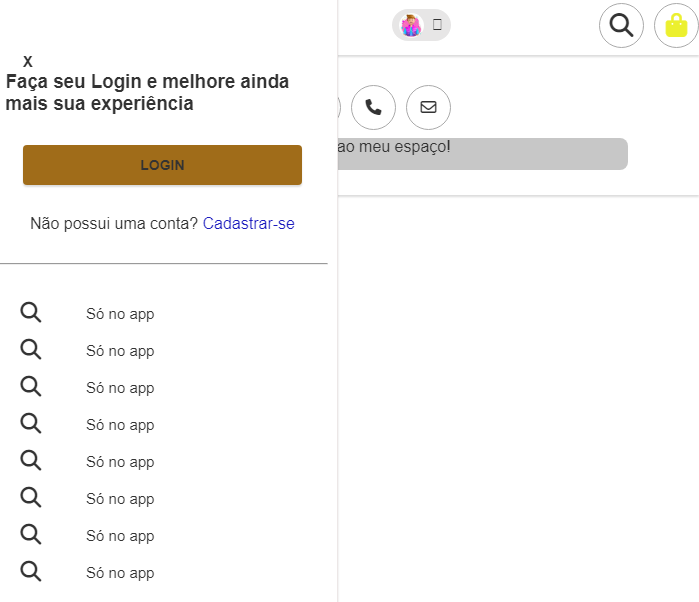 X
Faça seu Login e melhore ainda
mais sua experiência
LOGIN
Não possui uma conta? Cadastrar-se
Só no app
Só no app
Só no app
Só no app
Só no app
Só no app
Só no app
Só no app
ao meu espaço!